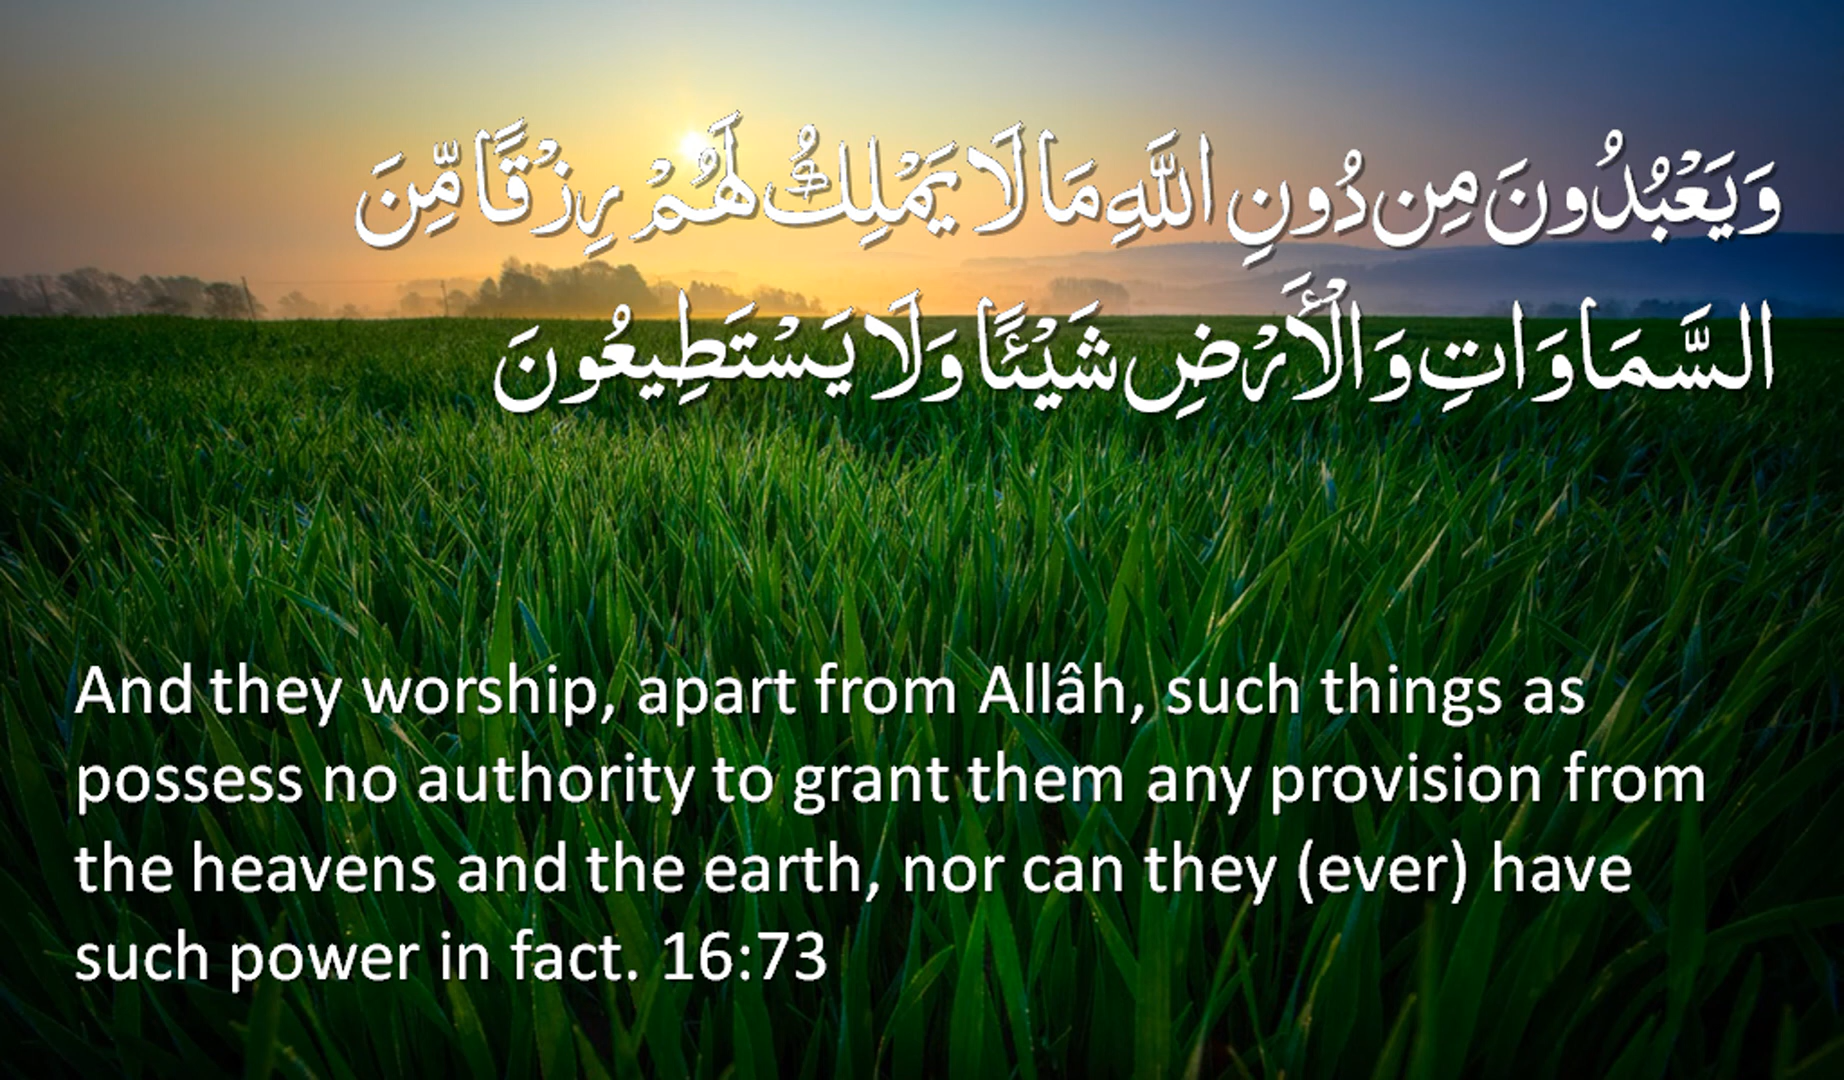 وَيَعْبُدُونَ مِن دُونِ اللَّهِ مَا لَا يَمْلِكُ لَهُمْ رِزْقًا مِّنَ
السَّمَاوَاتِ وَالْأَرْضِ شَيْئًا وَلَا يَسْتَطِيعُونَ
And they worship, apart from Allâh, such things as
possess no authority to grant them any provision from
the heavens and the earth, nor can they (ever) have
such power in fact. 16:73